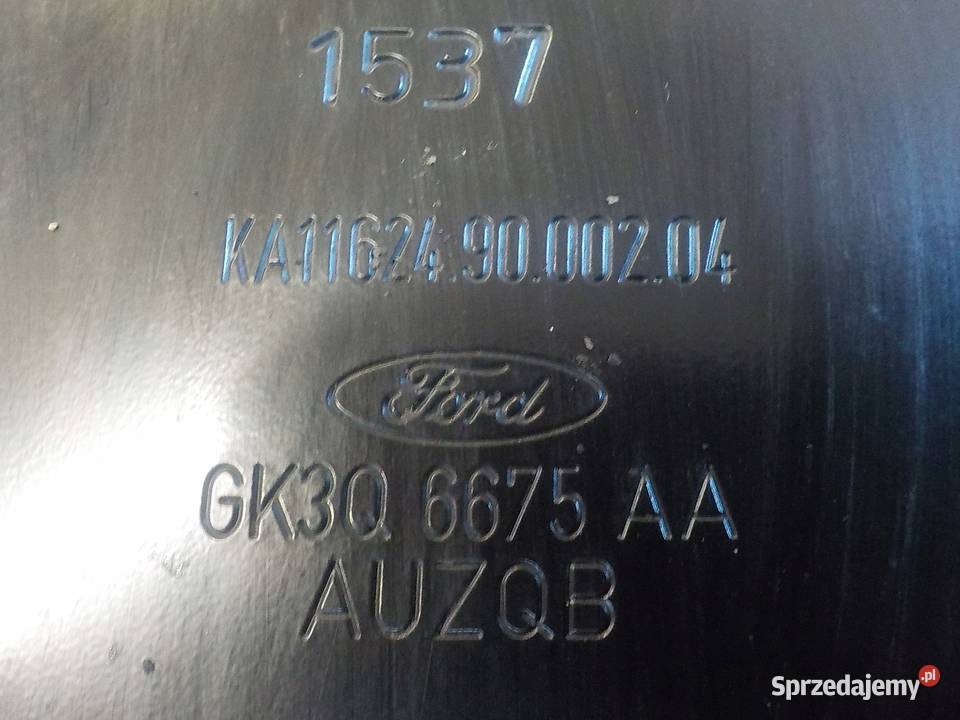 1537
KA11624.90.002.04
Ford
GK3Q 6675 AA
AUZQB
Sprzedajemy.pl